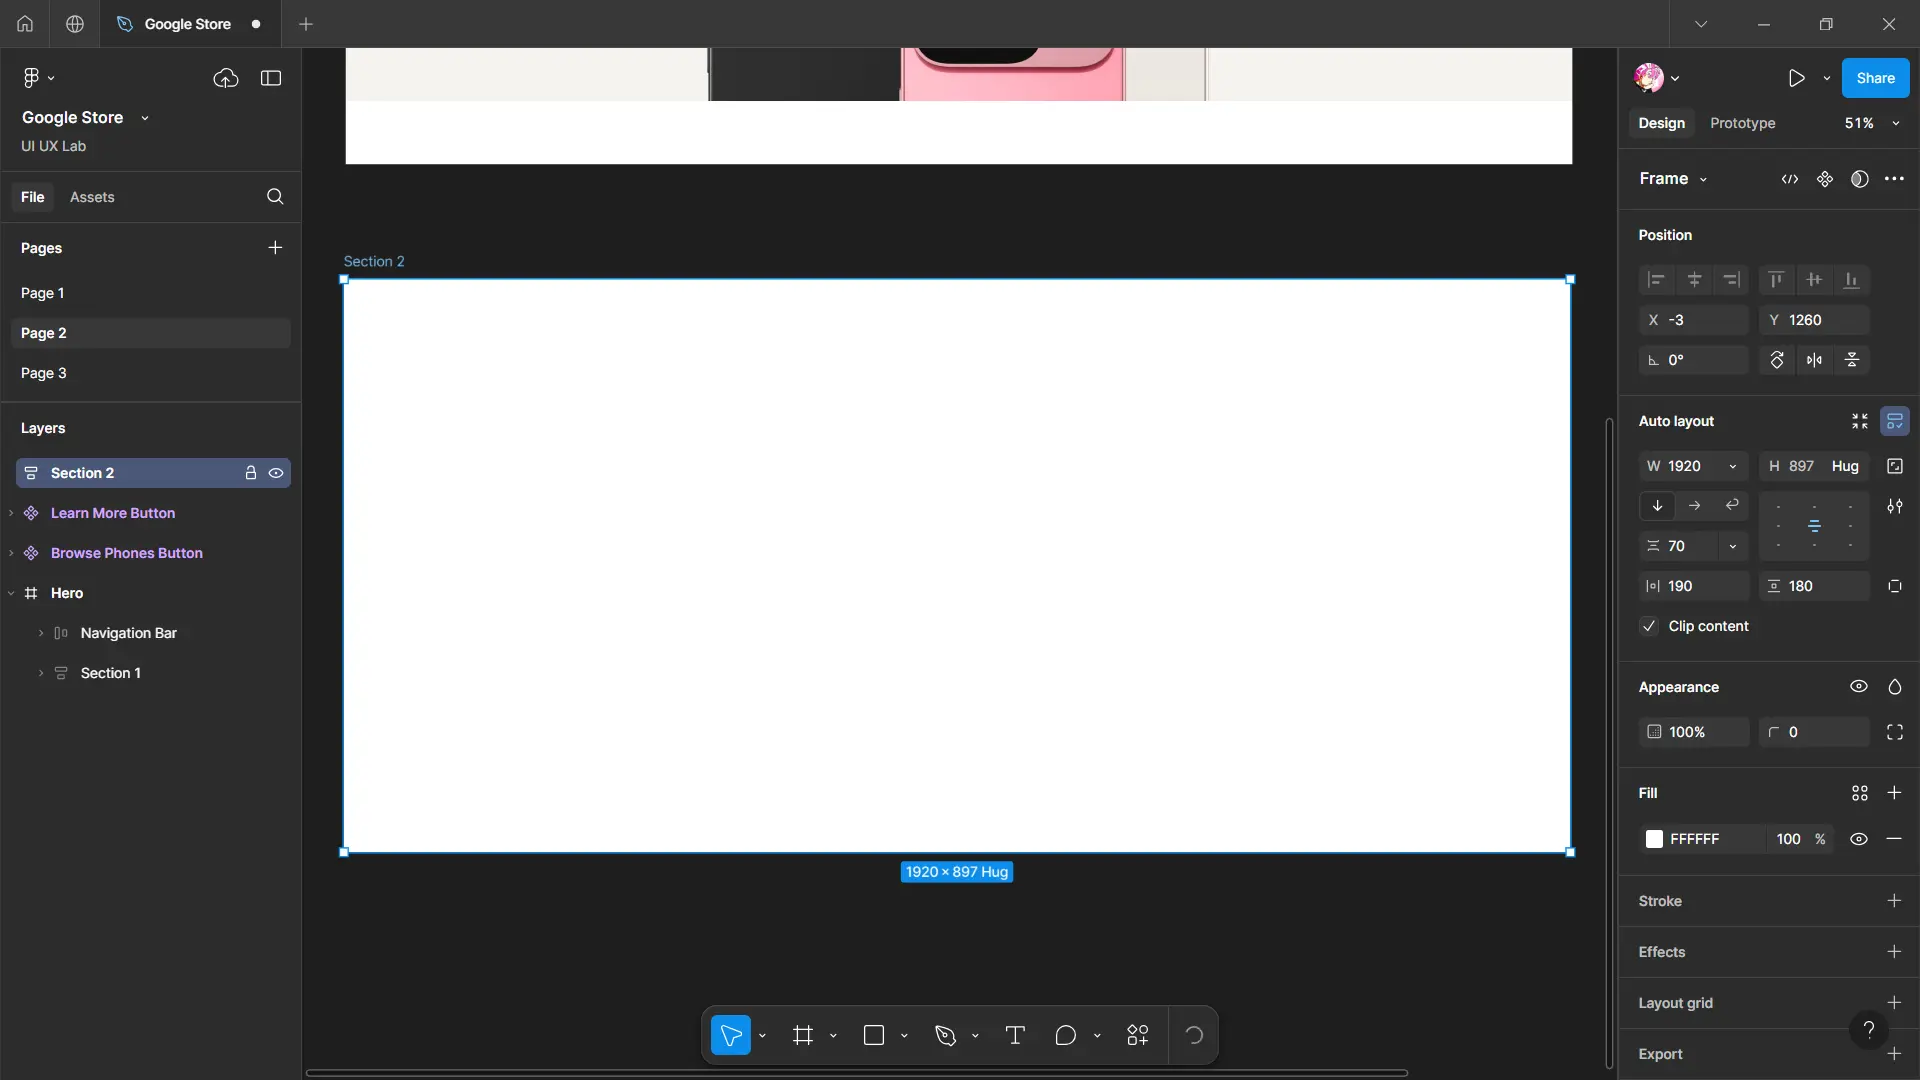 Google Store
Google Store
UI UX Lab
File
Assets
Pages
Page 1
Page 2
Page 3
Layers
Section 2
Learn More Button
Browse Phones Button
Hero
Navigation Bar
Section 1
Section 2
1920 × 897 Hug
Share
Design
Prototype
51%
Frame
Position
X -3
Y 1260
0°
Auto layout
W 1920
H 897 Hug
70
190
180
Clip content
Appearance
100%
0
Fill
FFFFFF
100 %
Stroke
Effects
Layout grid
?
Export